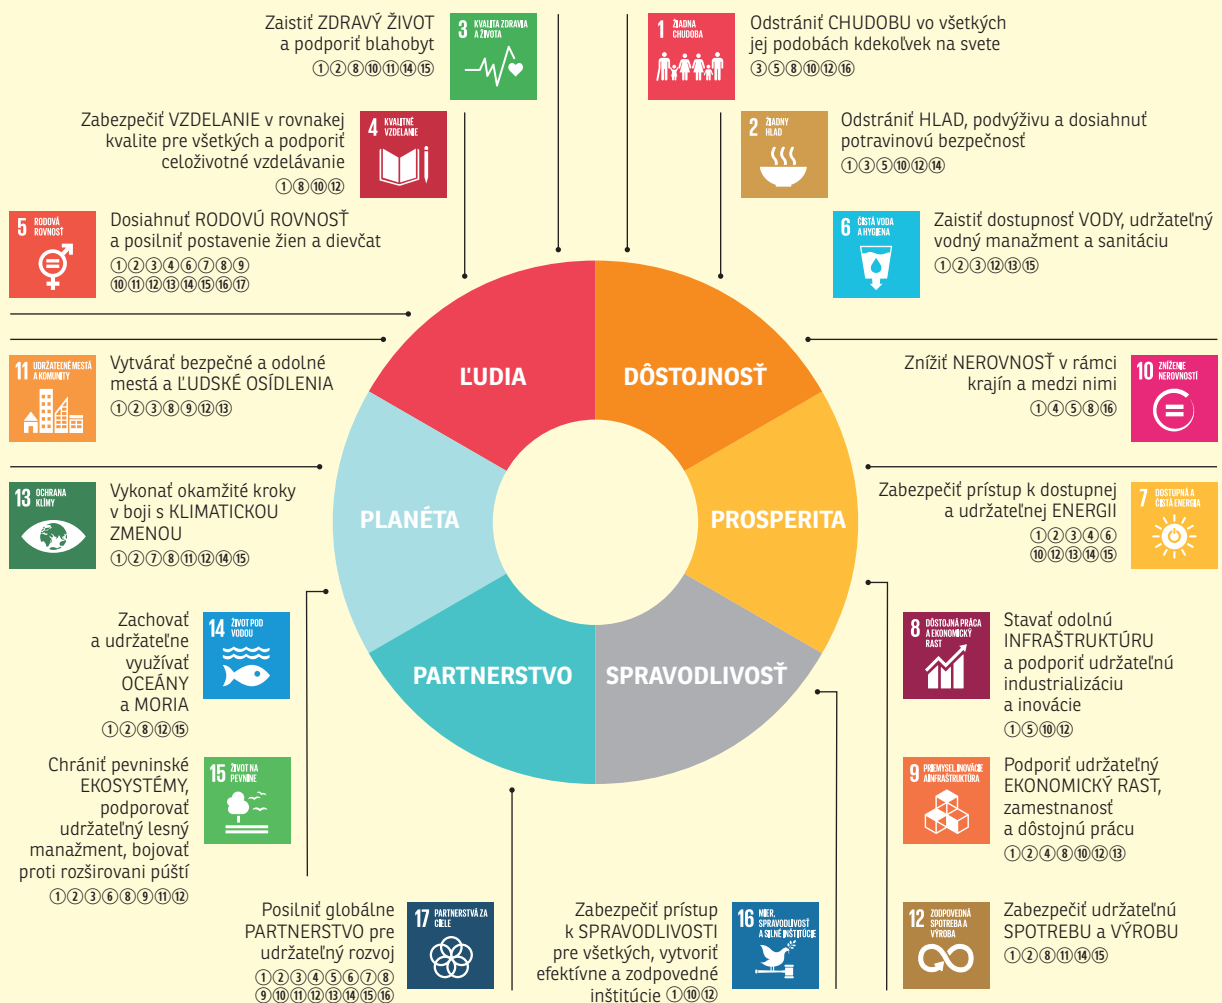 Zaistiť ZDRAVÝ ŽIVOT
a podporiť blahobyt
①②⑧⑩⑪⑭⑮
3 KVALITA ZDRAVIA
A ŽIVOTA
1 ŽIADNA
CHUDOBA
Odstrániť CHUDOBU vo všetkých
jej podobách kdekoľvek na svete
③⑤⑧⑩⑫⑯
Zabezpečiť VZDELANIE v rovnakej
kvalite pre všetkých a podporiť
celoživotné vzdelávanie
①⑧⑩⑫
4 KVALITNÉ
VZDELANIE
2 ŽIADNY
HLAD
Odstrániť HLAD, podvýživu a dosiahnuť
potravinovú bezpečnosť
①③⑤⑩⑫⑭
5 RODOVÁ
ROVNOSŤ
Dosiahnuť RODOVÚ ROVNOSŤ
a posilniť postavenie žien a dievčat
①②③④⑥⑦⑧⑨
⑩⑪⑫⑬⑭⑮⑯⑰
6 ČISTÁ VODA
A HYGIENA
Zaistiť dostupnosť VODY, udržateľný
vodný manažment a sanitáciu
①②③⑫⑬⑮
11 UDRŽATEĽNÉ MESTÁ
A KOMUNITY
Vytvárať bezpečné a odolné
mestá a ĽUDSKÉ OSÍDLENIA
①②③⑧⑨⑫⑬
ĽUDIA
DÔSTOJNOSŤ
Znížiť NEROVNOSŤ v rámci
krajín a medzi nimi
①④⑤⑧⑯
10 ZNÍŽENIE
NEROVNOSTÍ
13 OCHRANA
KLÍMY
Vykonať okamžité kroky
v boji s KLIMATICKOU
ZMENOU
①②⑦⑧⑪⑫⑭⑮
PLANÉTA
PROSPERITA
Zabezpečiť prístup k dostupnej
a udržateľnej ENERGII
①②③④⑥
⑩⑫⑬⑭⑮
7 DOSTUPNÁ A
ČISTÁ ENERGIA
Zachovať
a udržateľne
využívať
OCEÁNY
a MORIA
①②⑧⑫⑮
14 ŽIVOT POD
VODOU
PARTNERSTVO
SPRAVODLIVOSŤ
8 DÔSTOJNÁ PRÁCA
A EKONOMICKÝ
RAST
Stavať odolnú
INFRAŠTRUKTÚRU
a podporiť udržateľnú
industrializáciu
a inovácie
①⑤⑩⑫
Chrániť pevninské
EKOSYSTÉMY,
podporovať
udržateľný lesný
manažment, bojovať
proti rozširovani púští
①②③⑥⑧⑨⑪⑫
15 ŽIVOT NA
PEVNINE
9 PRIEMYSEL, INOVÁCIE
A INFRAŠTRUKTÚRA
Podporiť udržateľný
EKONOMICKÝ RAST,
zamestnanosť
a dôstojnú prácu
①②④⑧⑩⑫⑬
Posilniť globálne
PARTNERSTVO pre
udržateľný rozvoj
①②③④⑤⑥⑦⑧
⑨⑩⑪⑫⑬⑭⑮⑯
17 PARTNERSTVÁ ZA
CIELE
Zabezpečiť prístup
k SPRAVODLIVOSTI
pre všetkých, vytvoriť
efektívne a zodpovedné
inštitúcie ①⑩⑫
16 MIER,
SPRAVODLIVOSŤ
A SILNÉ INŠTITÚCIE
12 ZODPOVEDNÁ
SPOTREBA A
VÝROBA
Zabezpečiť udržateľnú
SPOTREBU a VÝROBU
①②⑧⑪⑭⑮